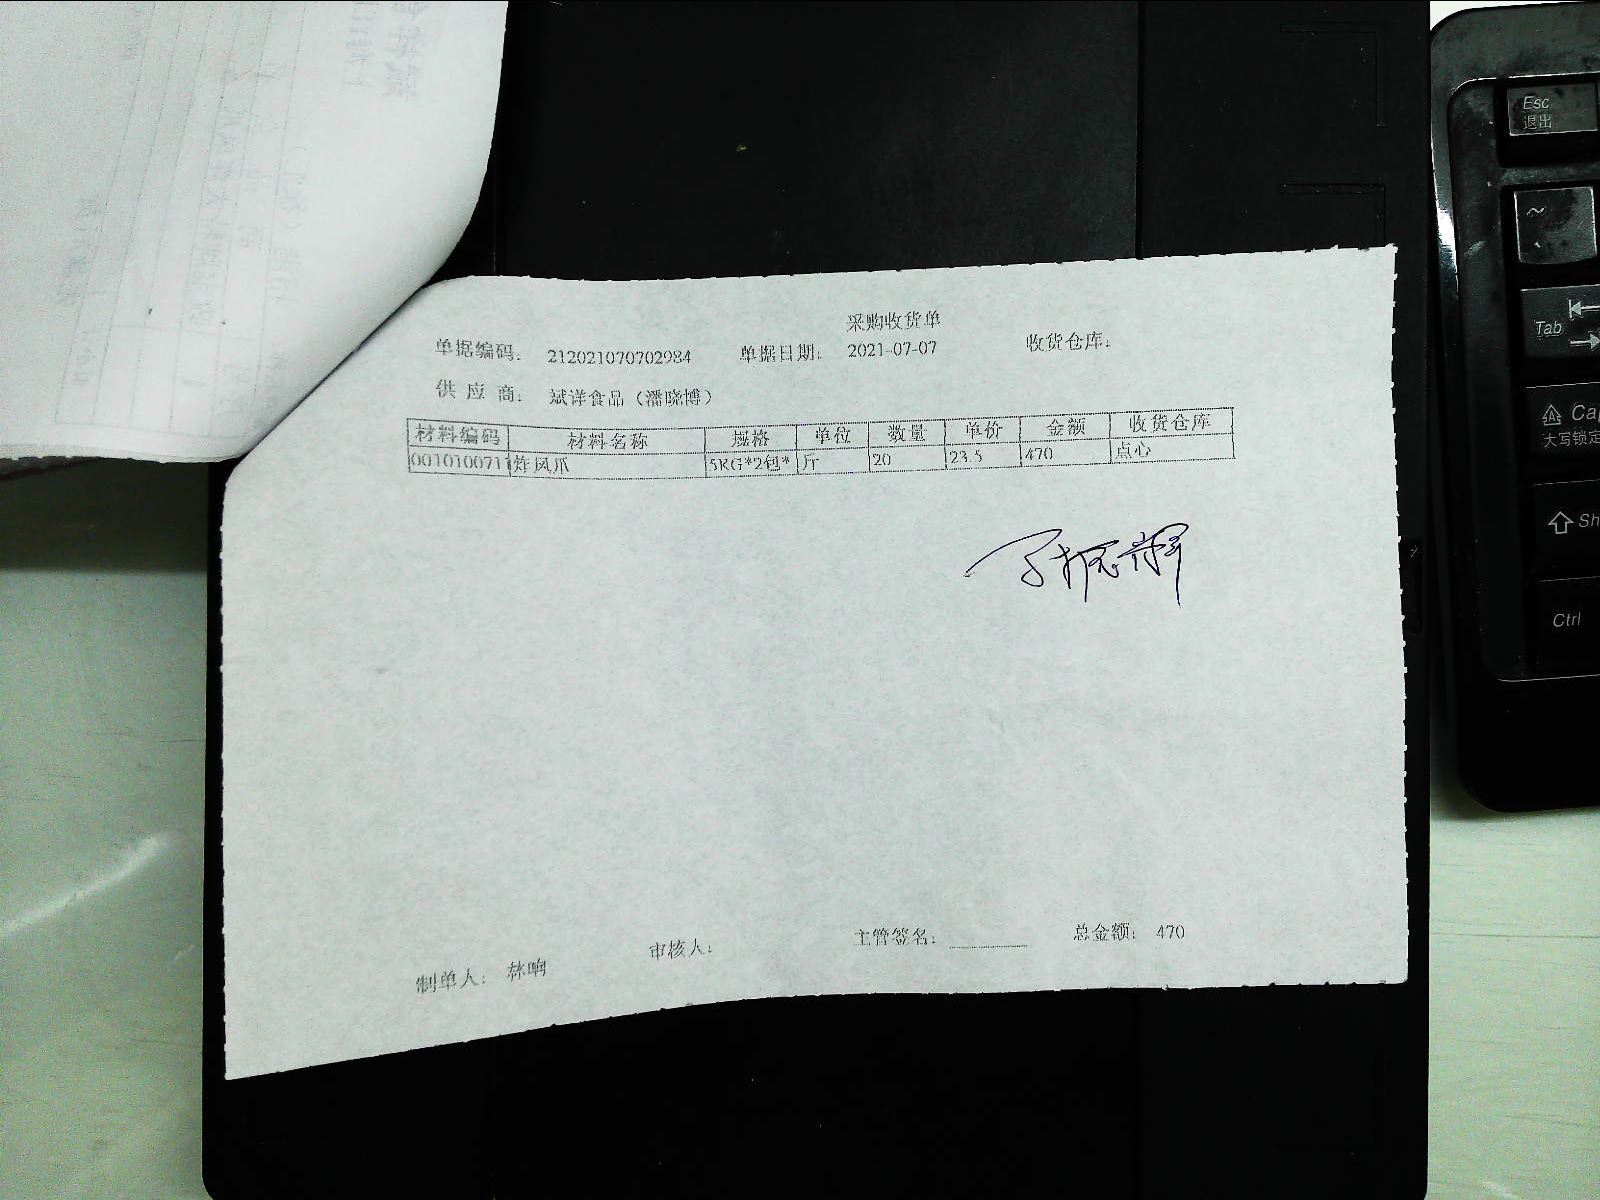 采购收货单
单据编码: 212021070702984 单据日期: 2021-07-07 收货仓库:
供 应 商: 斌洋食品(潘晓博)
材料编码 材料名称 规格 单位 数量 单价 金额 收货仓库
0010100711 炸凤爪 5KG*2包* 斤 20 23.5 470 点心
制单人: 林响 审核人: 主管签名: 总金额: 470
Esc
退出
~
Tab
Cap
大写锁定
Sh
Ctrl